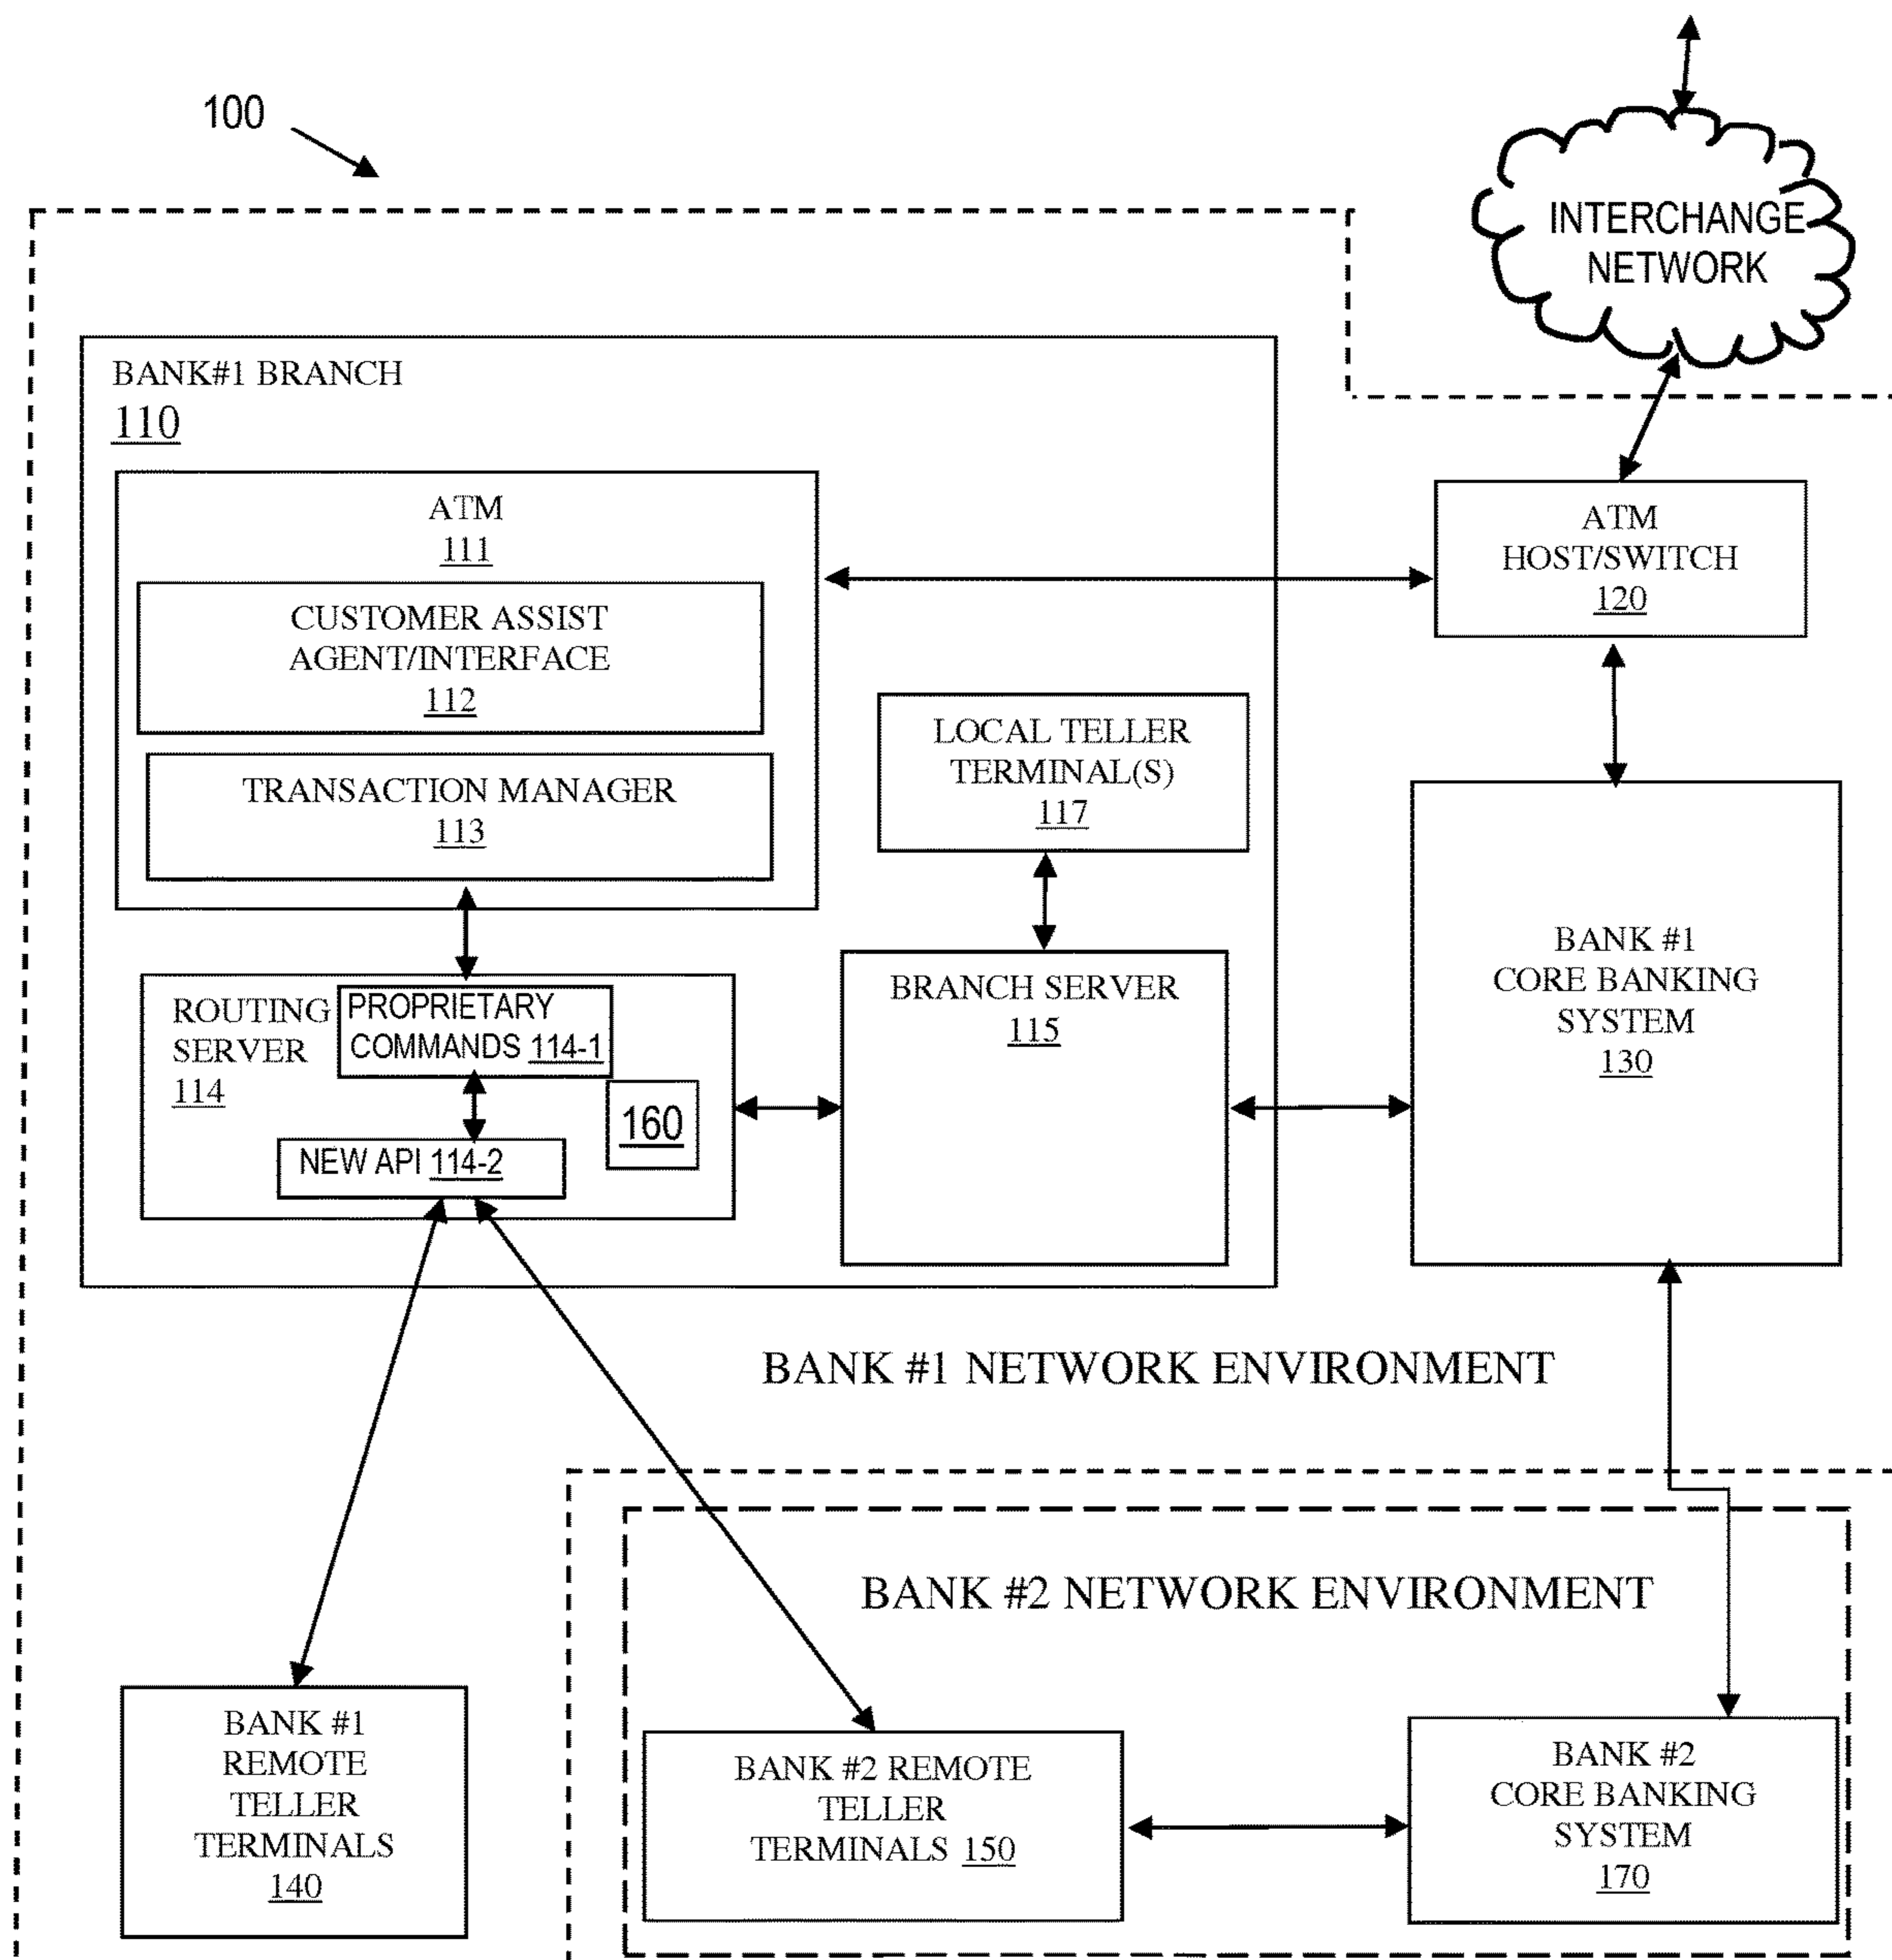 100
INTERCHANGE
NETWORK
BANK#1 BRANCH
110
ATM
111
CUSTOMER ASSIST
AGENT/INTERFACE
112
TRANSACTION MANAGER
113
ATM
HOST/SWITCH
120
LOCAL TELLER
TERMINAL(S)
117
ROUTING
SERVER
114
PROPRIETARY
COMMANDS 114-1
160
NEW API 114-2
BRANCH SERVER
115
BANK #1
CORE BANKING
SYSTEM
130
BANK #1 NETWORK ENVIRONMENT
BANK #2 NETWORK ENVIRONMENT
BANK #1
REMOTE
TELLER
TERMINALS
140
BANK #2 REMOTE
TELLER
TERMINALS 150
BANK #2
CORE BANKING
SYSTEM
170